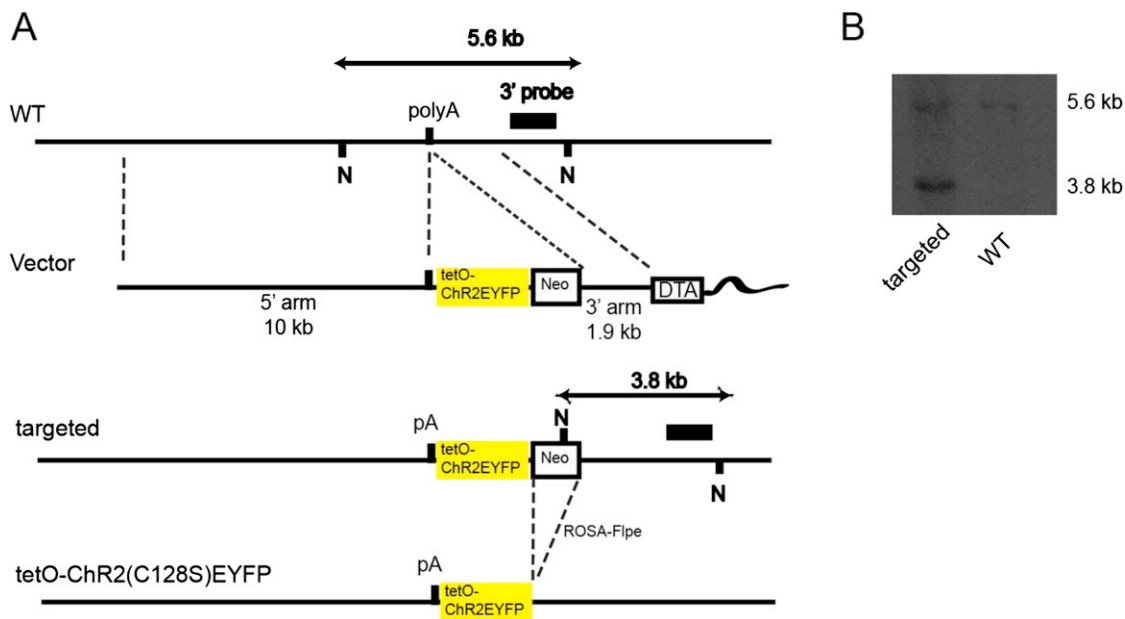 A
5.6 kb
3' probe
WT
polyA
N
N
Vector
tetO-
ChR2EYFP
Neo
DTA
5' arm
10 kb
3' arm
1.9 kb
3.8 kb
targeted
pA
N
tetO-
ChR2EYFP
Neo
N
ROSA-Flpe
tetO-ChR2(C128S)EYFP
pA
tetO-
ChR2EYFP
B
5.6 kb
3.8 kb
targeted
WT